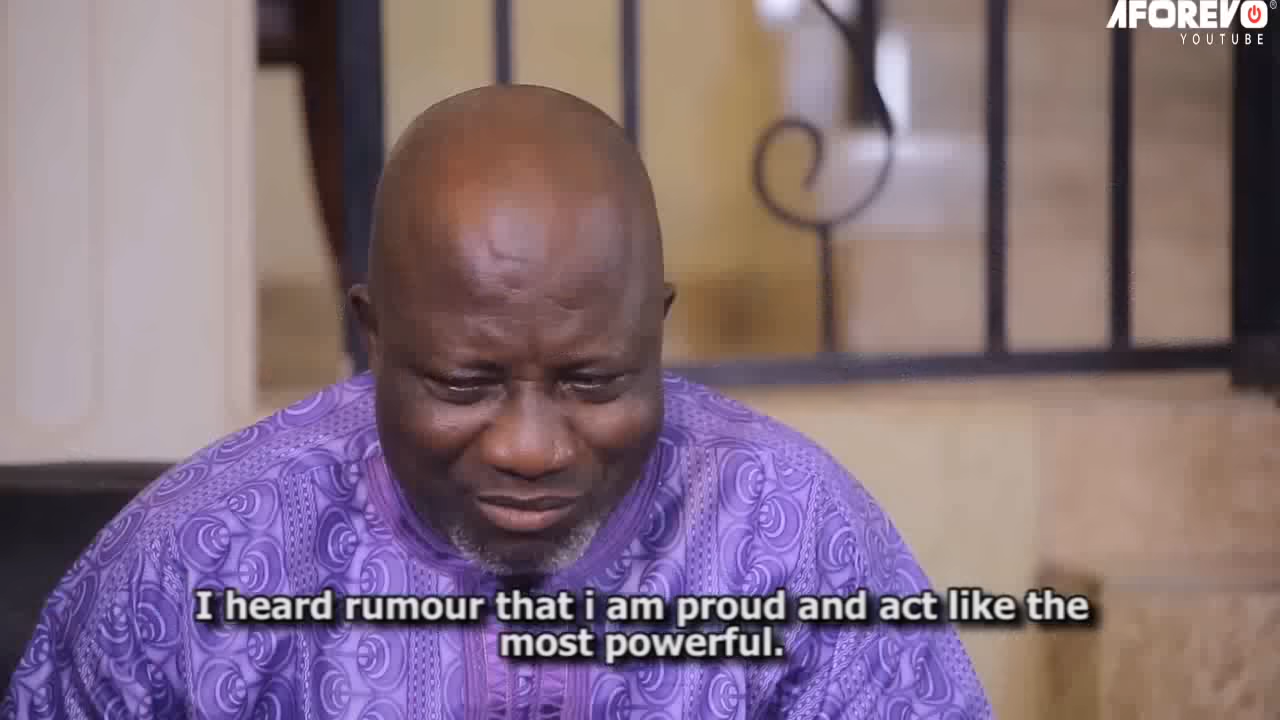 AFOREVO
YOUTUBE
I heard rumour that i am proud and act like the
most powerful.